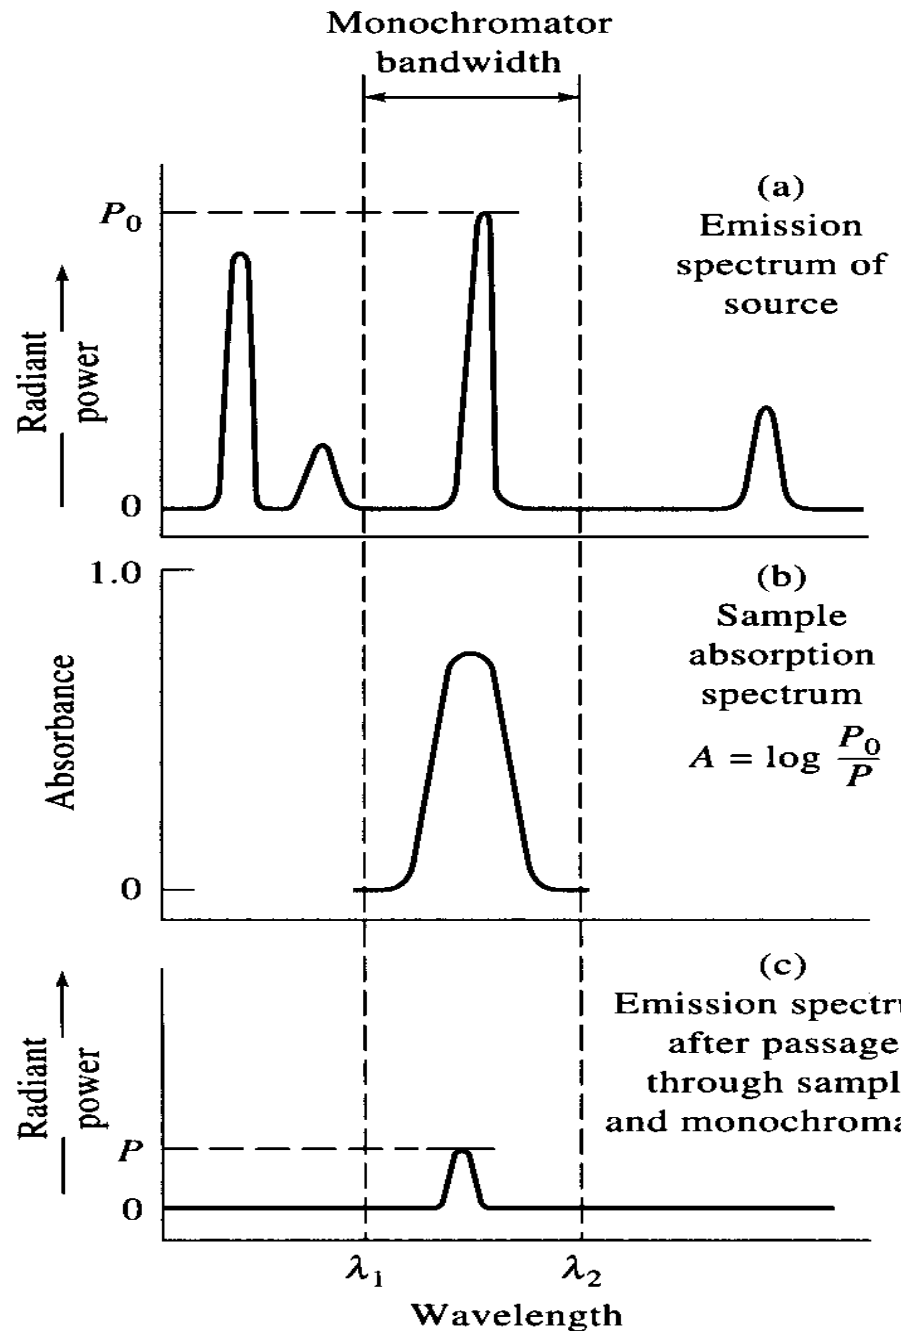 Monochromator
bandwidth
(a)
Emission
spectrum of
source
P₀
Radiant
power
0
1.0
(b)
Sample
absorption
spectrum
A = log P₀/P
Absorbance
0
(c)
Emission spectru
after passage
through sampl
and monochroma
Radiant
power
P
0
λ₁
λ₂
Wavelength